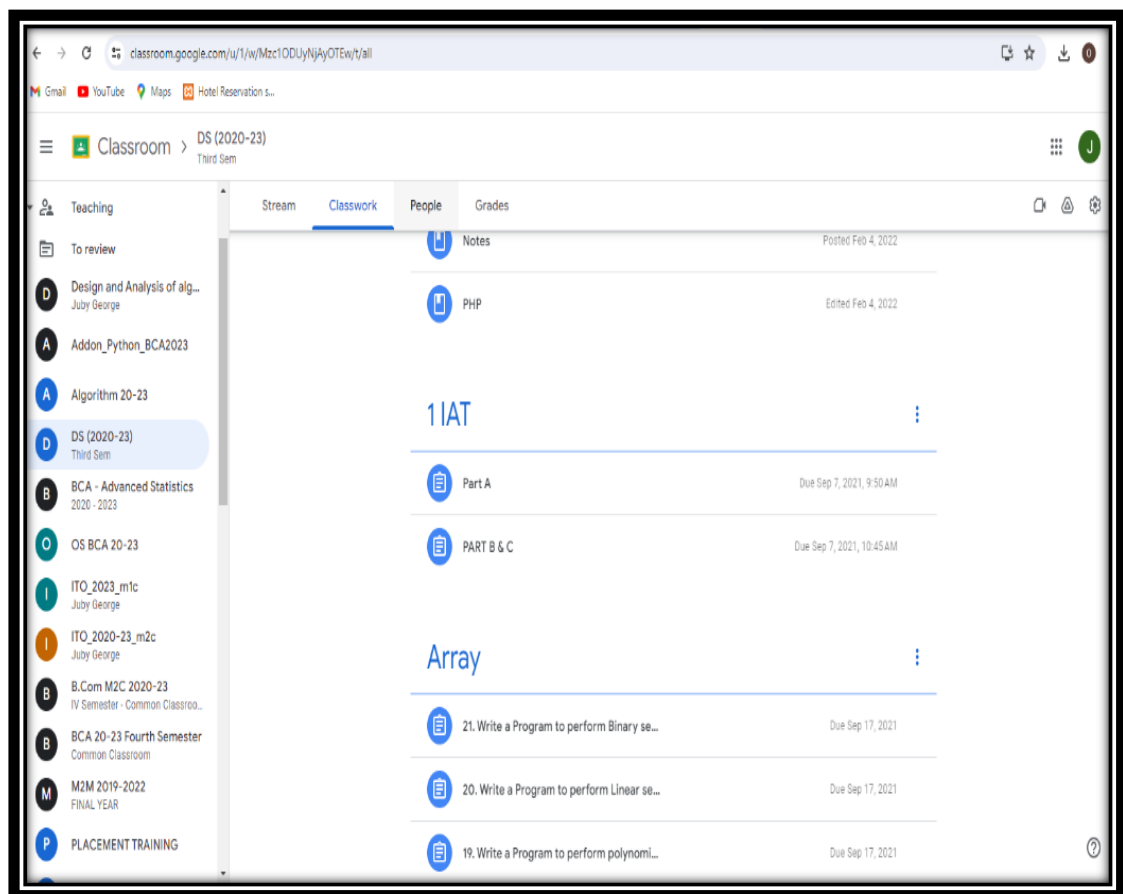 classroom.google.com/u/1/w/Mzc1ODUyNjAyOTEw/t/all
Gmail YouTube Maps Hotel Reservation s...
Classroom > DS (2020-23)
Third Sem
J
Teaching
To review
D Design and Analysis of alg...
Juby George
A Addon_Python_BCA2023
A Algorithm 20-23
D DS (2020-23)
Third Sem
B BCA - Advanced Statistics
2020 - 2023
O OS BCA 20-23
I ITO_2023_m1c
Juby George
I ITO_2020-23_m2c
Juby George
B B.Com M2C 2020-23
IV Semester - Common Classroo...
B BCA 20-23 Fourth Semester
Common Classroom
M M2M 2019-2022
FINAL YEAR
P PLACEMENT TRAINING
Stream Classwork People Grades
Notes Posted Feb 4, 2022
PHP Edited Feb 4, 2022
1 IAT
Part A Due Sep 7, 2021, 9:50 AM
PART B & C Due Sep 7, 2021, 10:45 AM
Array
21. Write a Program to perform Binary se... Due Sep 17, 2021
20. Write a Program to perform Linear se... Due Sep 17, 2021
19. Write a Program to perform polynomi... Due Sep 17, 2021